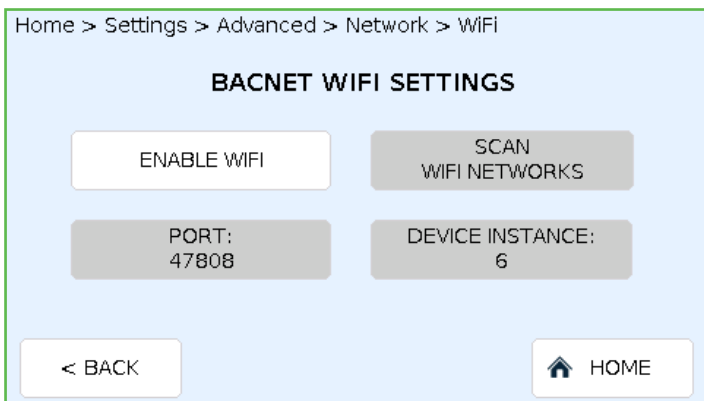 Home > Settings > Advanced > Network > WiFi
BACNET WIFI SETTINGS
ENABLE WIFI
SCAN
WIFI NETWORKS
PORT:
47808
DEVICE INSTANCE:
6
< BACK
HOME